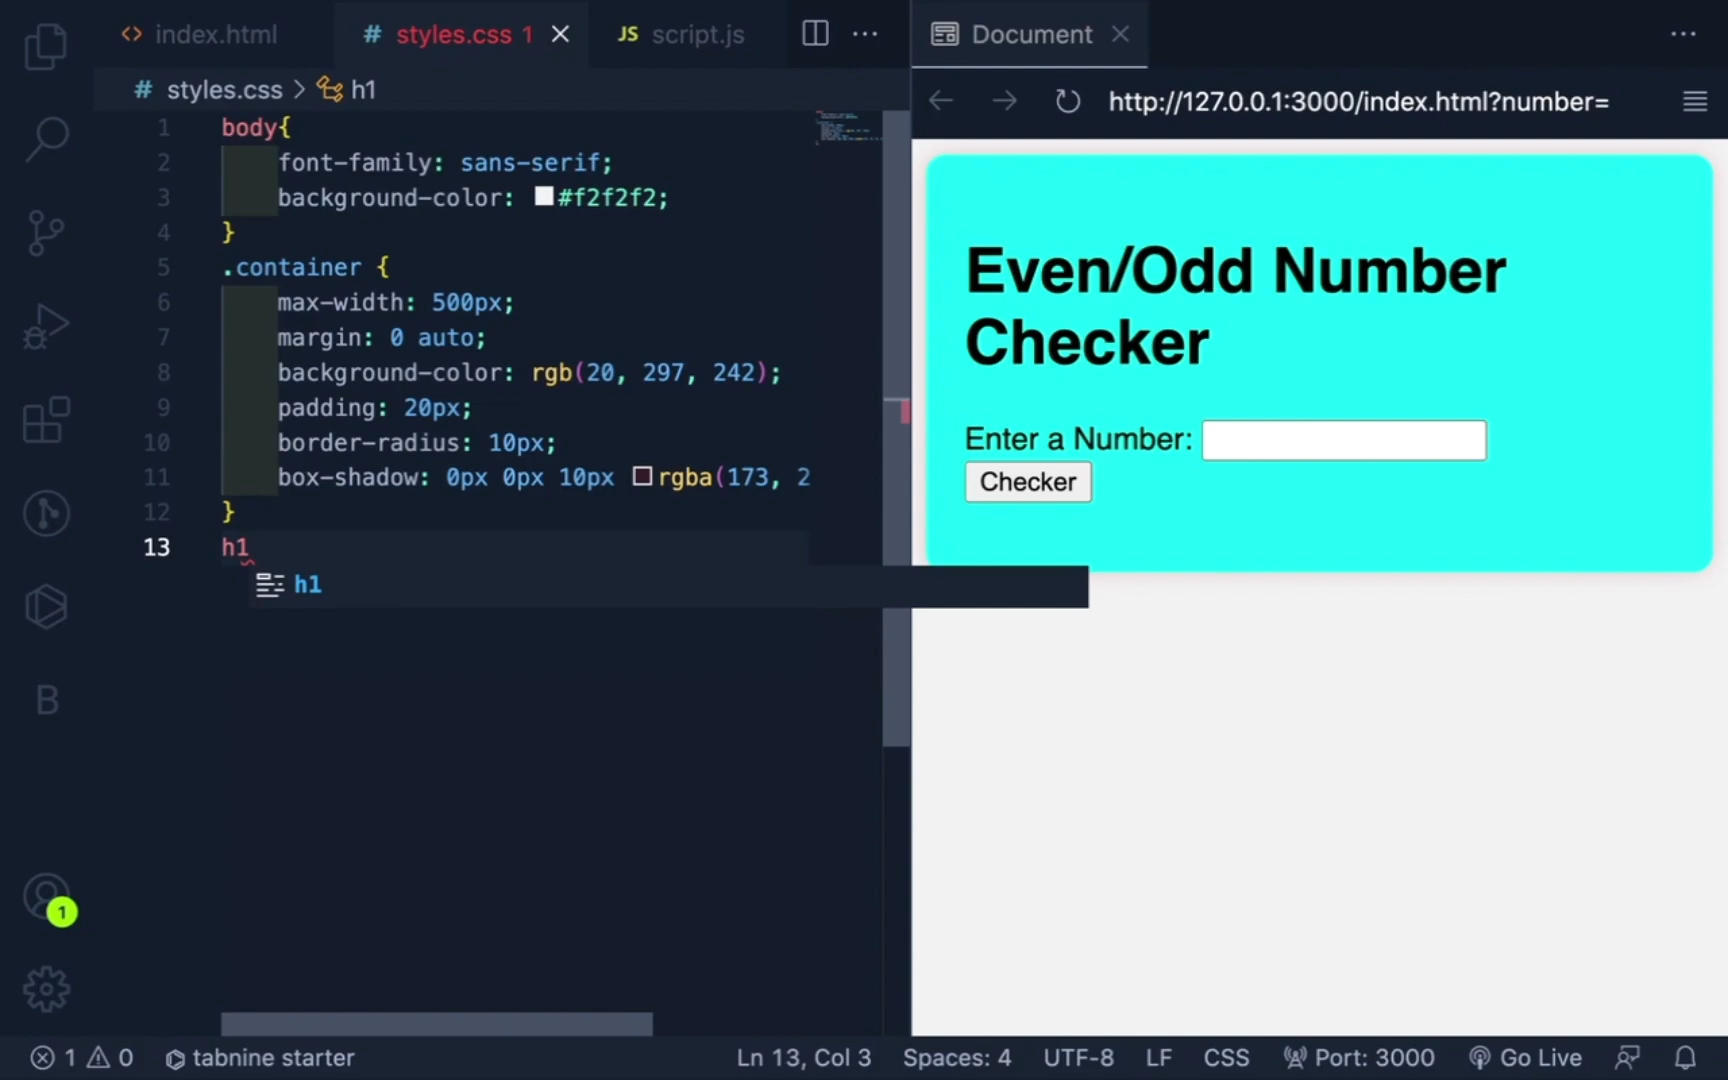 index.html
styles.css 1
JS script.js
Document
# styles.css > h1
http://127.0.0.1:3000/index.html?number=
1 body{
2 font-family: sans-serif;
3 background-color: #f2f2f2;
4 }
5 .container {
6 max-width: 500px;
7 margin: 0 auto;
8 background-color: rgb(20, 297, 242);
9 padding: 20px;
10 border-radius: 10px;
11 box-shadow: 0px 0px 10px rgba(173, 2
12 }
13 h1
h1
Even/Odd Number
Checker
Enter a Number:
Checker
B
1
1 0 tabnine starter Ln 13, Col 3 Spaces: 4 UTF-8 LF CSS Port: 3000 Go Live